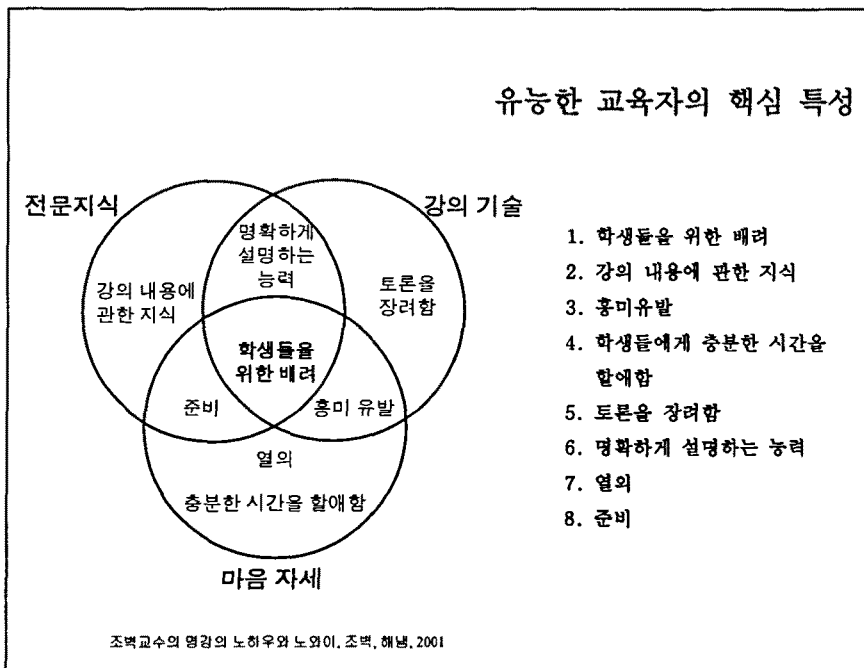 유능한 교육자의 핵심 특성
전문지식
강의 기술
명확하게
설명하는
능력
강의 내용에
관한 지식
토론을
장려함
학생들을
위한 배려
준비
흥미 유발
열의
충분한 시간을 할애함
마음 자세
1. 학생들을 위한 배려
2. 강의 내용에 관한 지식
3. 흥미유발
4. 학생들에게 충분한 시간을
할애함
5. 토론을 장려함
6. 명확하게 설명하는 능력
7. 열의
8. 준비
조벽교수의 명강의 노하우와 노와이, 조벽, 해냄, 2001